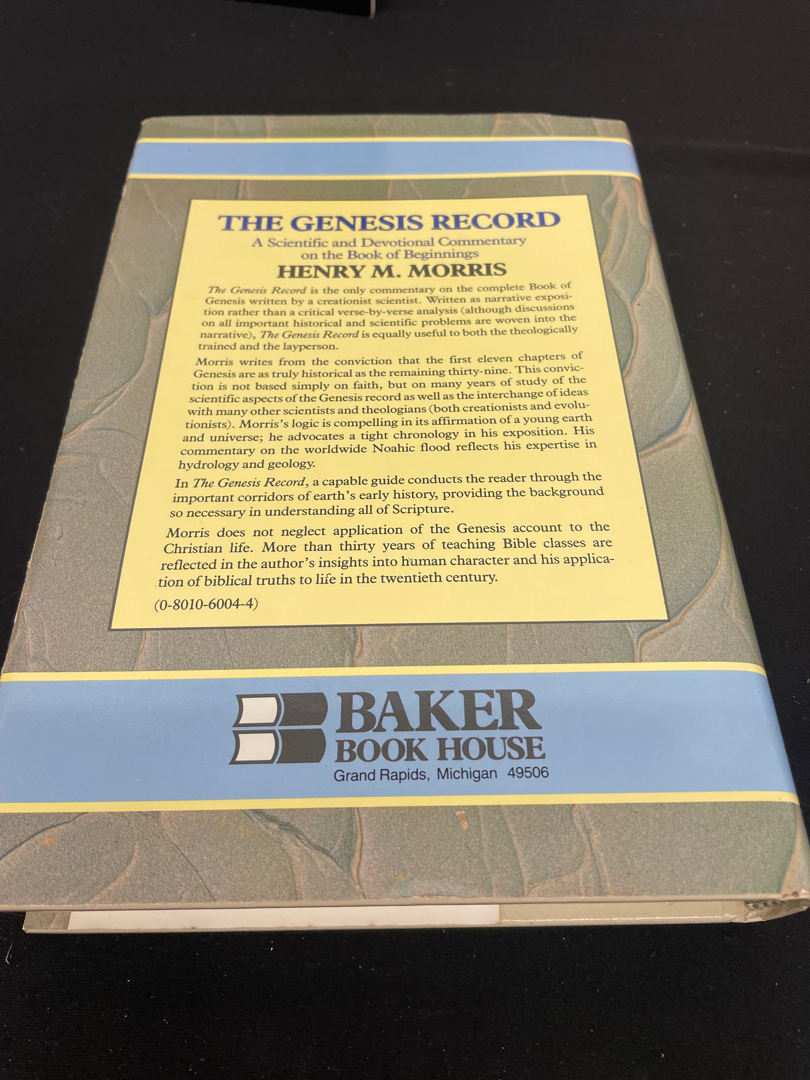 THE GENESIS RECORD
A Scientific and Devotional Commentary
on the Book of Beginnings
HENRY M. MORRIS
The Genesis Record is the only commentary on the complete Book of
Genesis written by a creationist scientist. Written as narrative exposi-
tion rather than a critical verse-by-verse analysis (although discussions
on all important historical and scientific problems are woven into the
narrative), The Genesis Record is equally useful to both the theologically
trained and the layperson.
Morris writes from the conviction that the first eleven chapters of
Genesis are as truly historical as the remaining thirty-nine. This convic-
tion is not based simply on faith, but on many years of study of the
scientific aspects of the Genesis record as well as the interchange of ideas
with many other scientists and theologians (both creationists and evolu-
tionists). Morris's logic is compelling in its affirmation of a young earth
and universe; he advocates a tight chronology in his exposition. His
commentary on the worldwide Noahic flood reflects his expertise in
hydrology and geology.
In The Genesis Record, a capable guide conducts the reader through the
important corridors of earth's early history, providing the background
so necessary in understanding all of Scripture.
Morris does not neglect application of the Genesis account to the
Christian life. More than thirty years of teaching Bible classes are
reflected in the author's insights into human character and his applica-
tion of biblical truths to life in the twentieth century.
(0-8010-6004-4)
BAKER
BOOK HOUSE
Grand Rapids, Michigan 49506